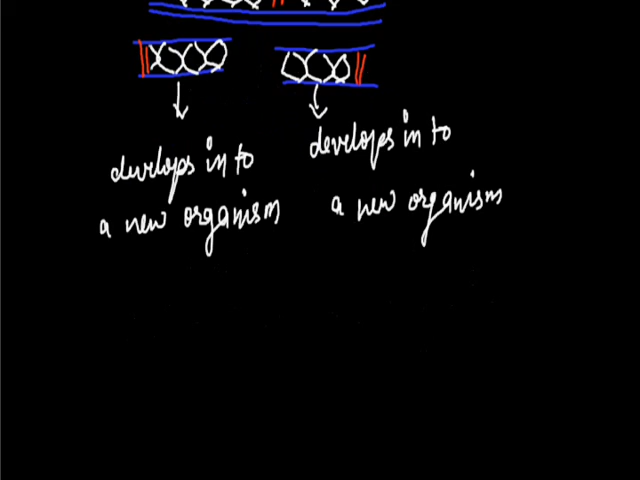 develops in to
a new organism
develops in to
a new organism